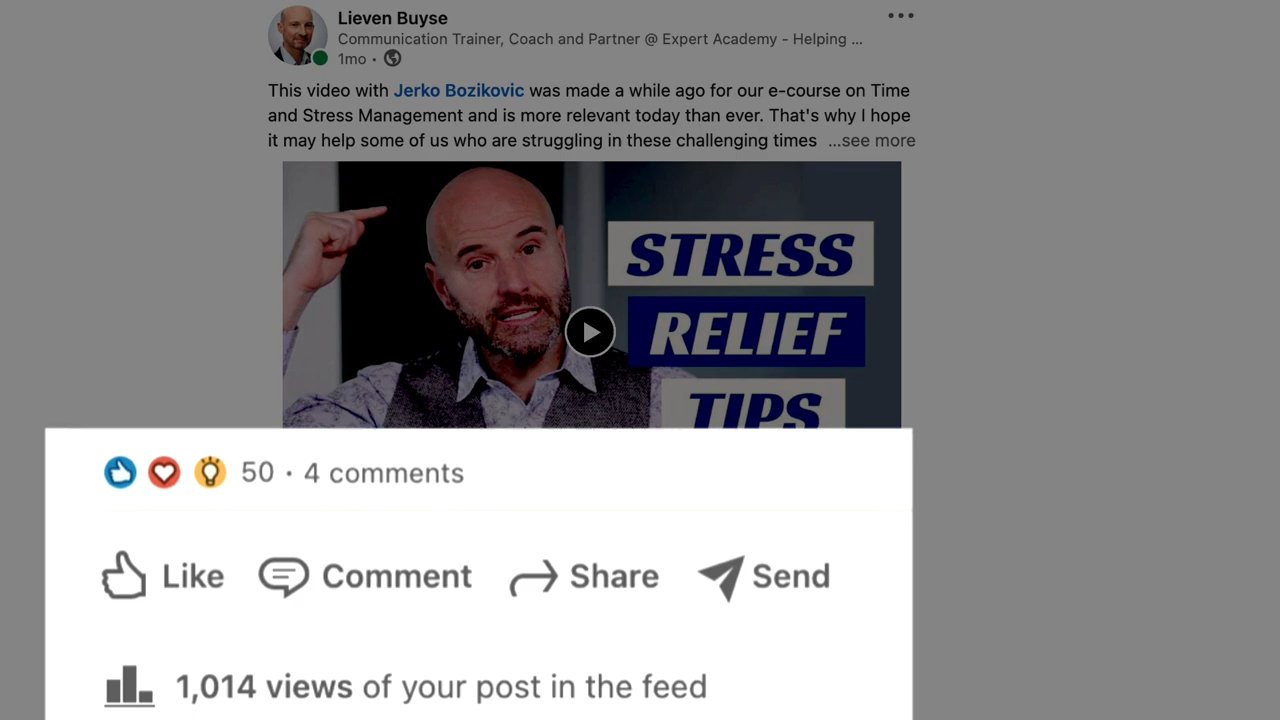 Lieven Buyse
Communication Trainer, Coach and Partner @ Expert Academy - Helping ...
1mo •
This video with Jerko Bozikovic was made a while ago for our e-course on Time
and Stress Management and is more relevant today than ever. That's why I hope
it may help some of us who are struggling in these challenging times ...see more
STRESS
RELIEF
TIPS
50 · 4 comments
Like Comment Share Send
1,014 views of your post in the feed